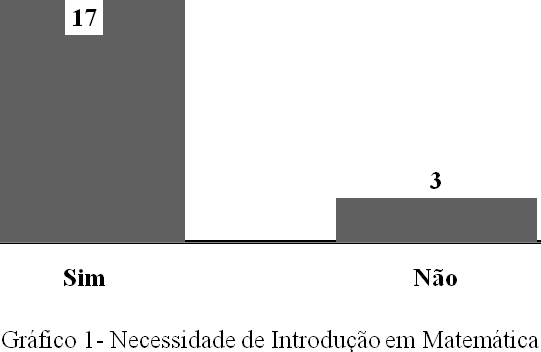 17
3
Sim Não
Gráfico 1- Necessidade de Introdução em Matemática